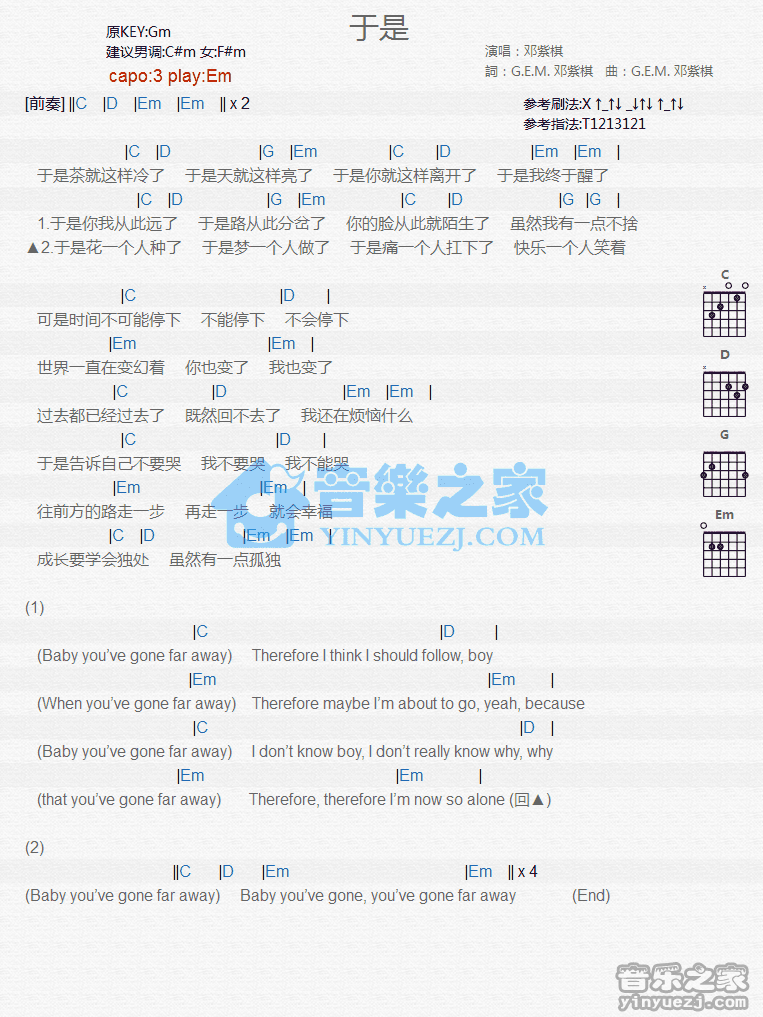 于是
原KEY:Gm
建议男调:C#m 女:F#m
capo:3 play:Em
演唱：邓紫棋
詞：G.E.M. 邓紫棋 曲：G.E.M. 邓紫棋
[前奏] ||C |D |Em |Em || x 2
参考刷法:X ↑_↑↓ _↓↑↓ ↑_↑↓
参考指法:T1213121
|C |D |G |Em |C |D |Em |Em |
于是茶就这样冷了 于是天就这样亮了 于是你就这样离开了 于是我终于醒了
|C |D |G |Em |C |D |G |G |
1.于是你我从此远了 于是路从此分岔了 你的脸从此就陌生了 虽然我有一点不捨
▲2.于是花一个人种了 于是梦一个人做了 于是痛一个人扛下了 快乐一个人笑着
|C |D |
可是时间不可能停下 不能停下 不会停下
|Em |Em |
世界一直在变幻着 你也变了 我也变了
|C |D |Em |Em |
过去都已经过去了 既然回不去了 我还在烦恼什么
|C |D |
于是告诉自己不要哭 我不要哭 我不能哭
|Em |Em |
往前方的路走一步 再走一步 就会幸福
|C |D |Em |Em |
成长要学会独处 虽然有一点孤独
C
x
D
x
G
Em
音樂之家
YINYUEZJ.COM
(1)
|C |D |
(Baby you’ve gone far away) Therefore I think I should follow, boy
|Em |Em |
(When you’ve gone far away) Therefore maybe I’m about to go, yeah, because
|C |D |
(Baby you’ve gone far away) I don’t know boy, I don’t really know why, why
|Em |Em |
(that you’ve gone far away) Therefore, therefore I’m now so alone (回▲)
(2)
||C |D |Em |Em || x 4
(Baby you’ve gone far away) Baby you’ve gone, you’ve gone far away (End)
音乐之家
yinyuezj.com